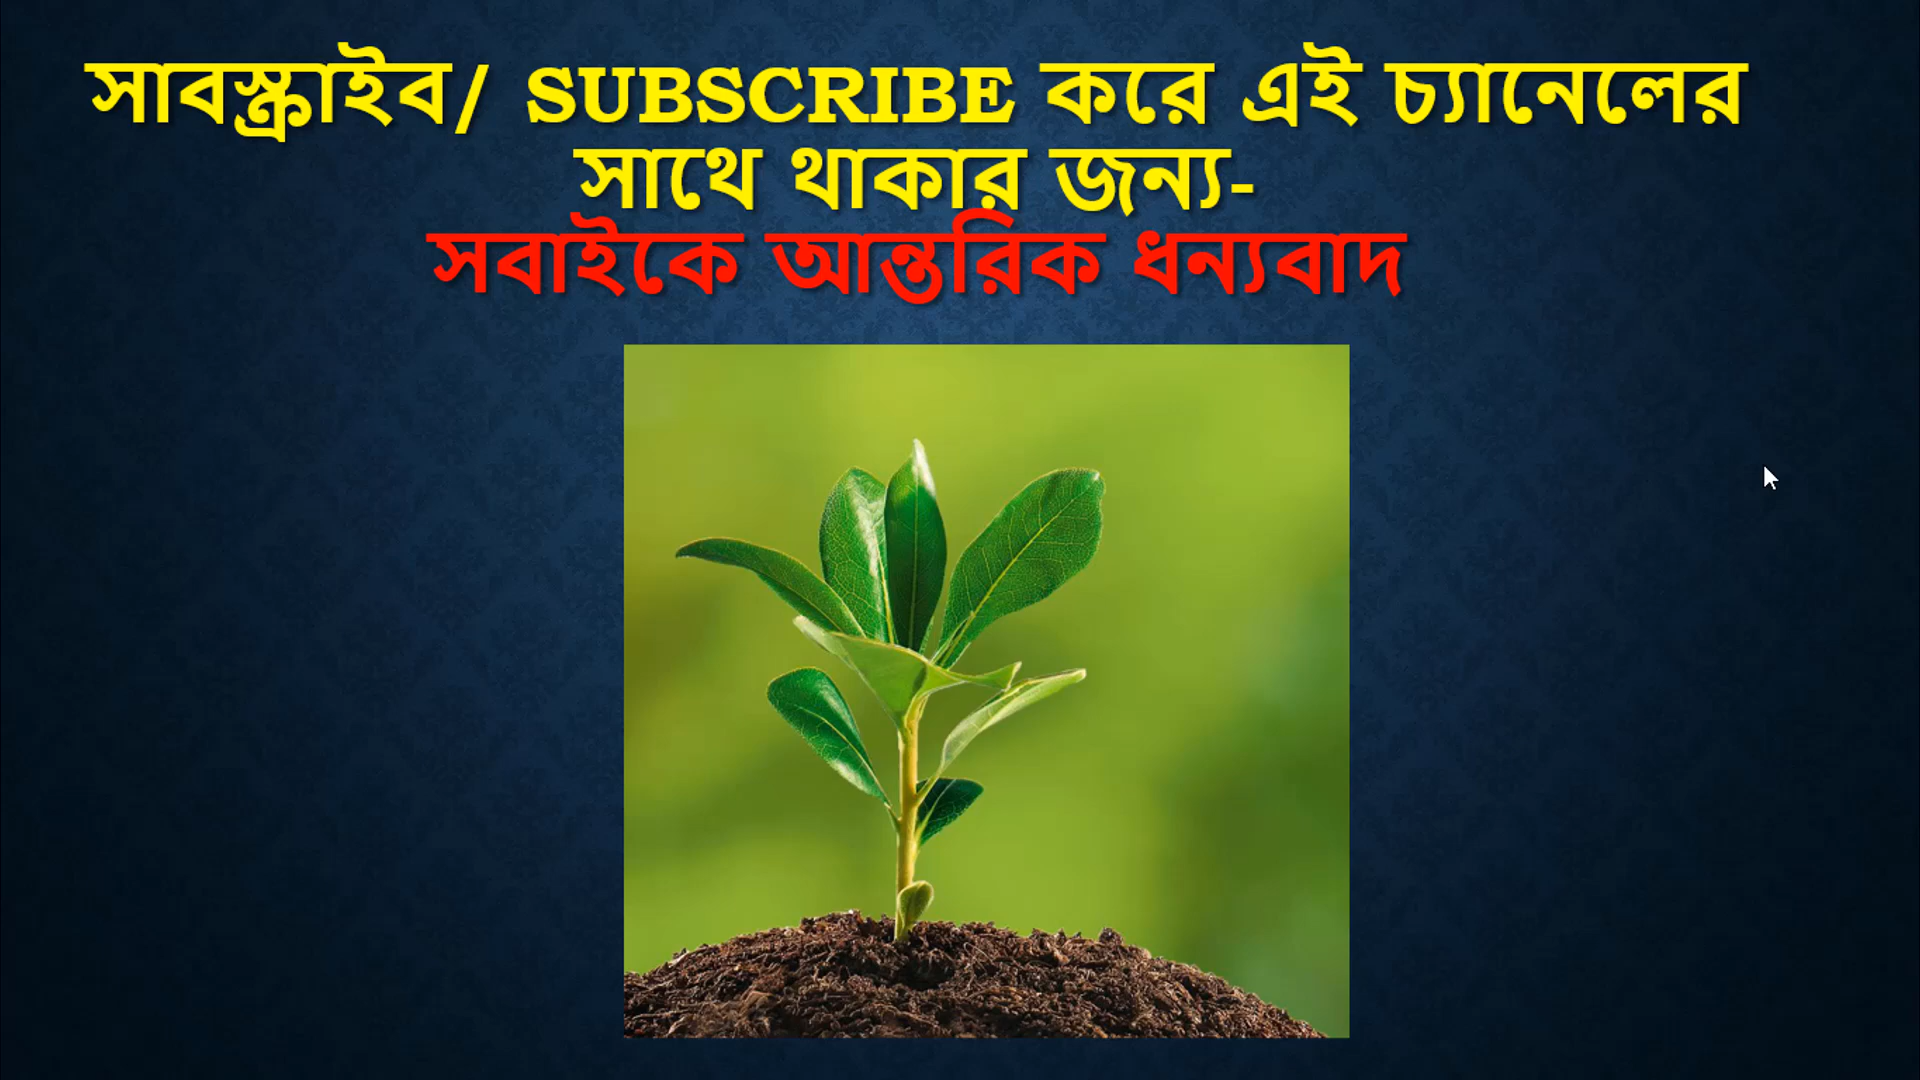 সাবস্ক্রাইব/ SUBSCRIBE করে এই চ্যানেলের
সাথে থাকার জন্য-
সবাইকে আন্তরিক ধন্যবাদ